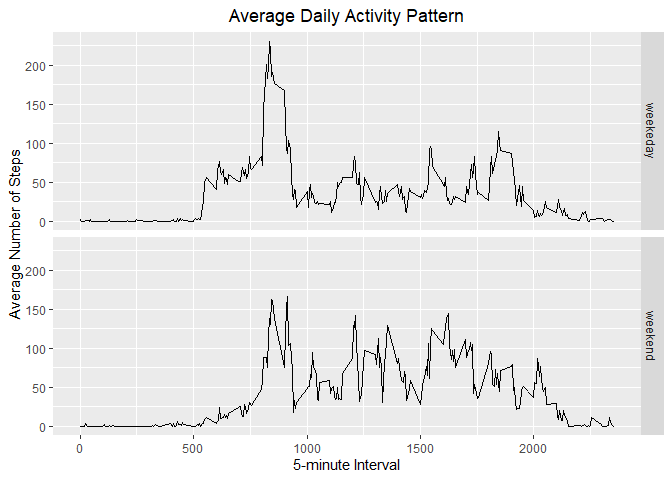 Average Daily Activity Pattern
Average Number of Steps
200
150
100
50
0
weekeday
200
150
100
50
0
weekend
0 500 1000 1500 2000
5-minute Interval